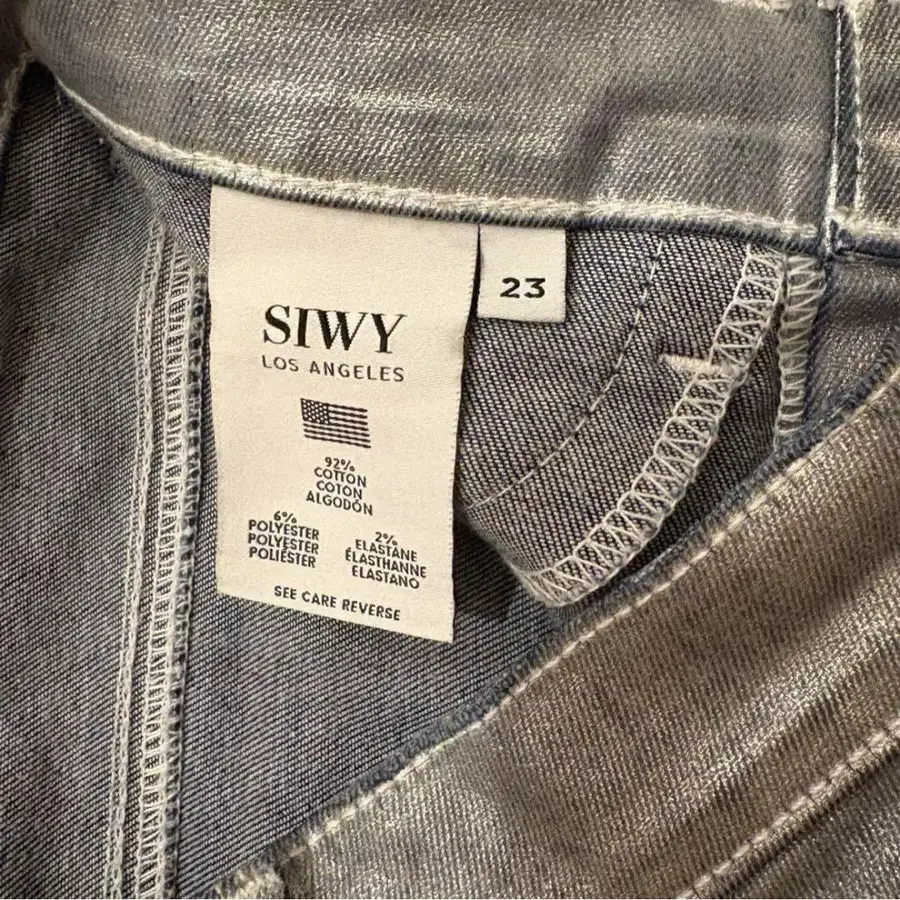 SIWY
LOS ANGELES
92%
COTTON
COTON
ALGODÓN
6%
POLYESTER
POLYESTER
POLIÉSTER
2%
ELASTANE
ÉLASTHANNE
ELASTANO
SEE CARE REVERSE
23